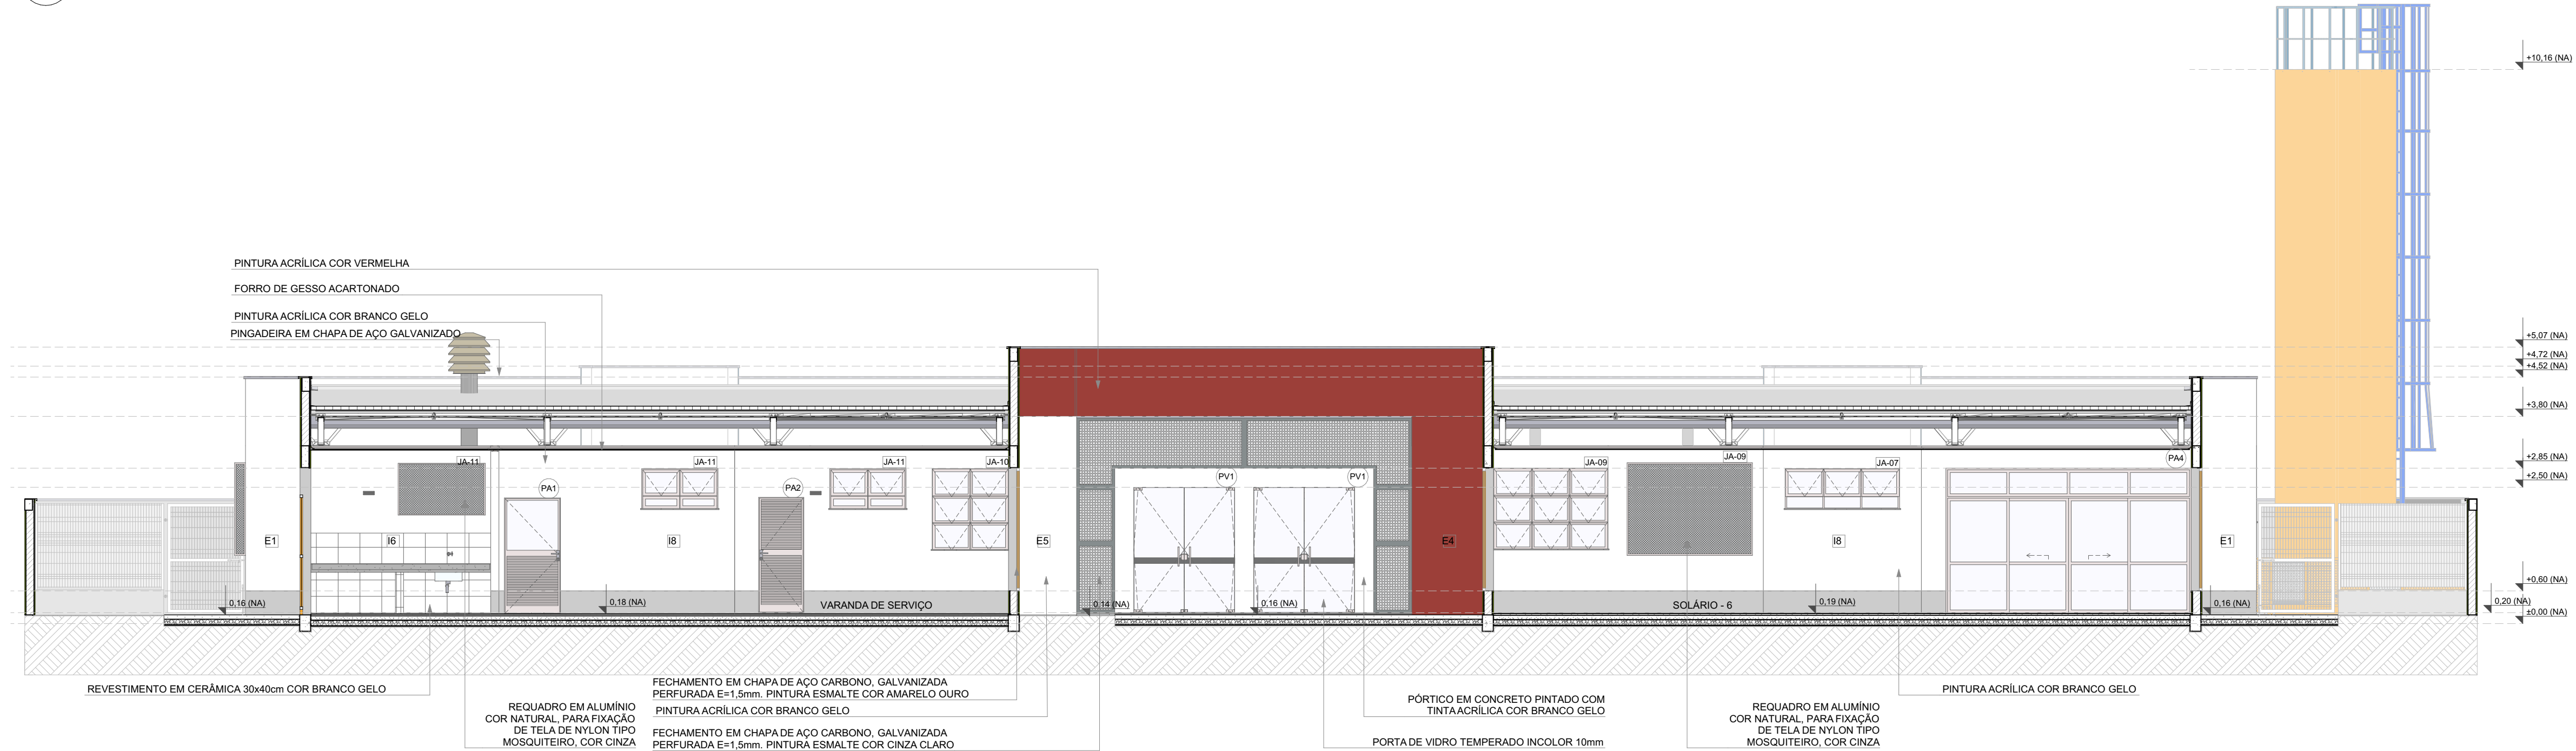 +10,16 (NA)
PINTURA ACRÍLICA COR VERMELHA
FORRO DE GESSO ACARTONADO
PINTURA ACRÍLICA COR BRANCO GELO
PINGADEIRA EM CHAPA DE AÇO GALVANIZADO
+5,07 (NA)
+4,72 (NA)
+4,52 (NA)
+3,80 (NA)
+2,85 (NA)
+2,50 (NA)
+0,60 (NA)
0,20 (NA)
±0,00 (NA)
JA-11
JA-11
JA-11
JA-10
JA-09
JA-09
JA-07
PA4
PA1
PA2
PV1
PV1
E1
I6
I8
E5
E4
I8
E1
0,16 (NA)
0,18 (NA)
VARANDA DE SERVIÇO
0,14 (NA)
0,16 (NA)
SOLÁRIO - 6
0,19 (NA)
0,16 (NA)
REVESTIMENTO EM CERÂMICA 30x40cm COR BRANCO GELO
REQUADRO EM ALUMÍNIO
COR NATURAL, PARA FIXAÇÃO
DE TELA DE NYLON TIPO
MOSQUITEIRO, COR CINZA
FECHAMENTO EM CHAPA DE AÇO CARBONO, GALVANIZADA
PERFURADA E=1,5mm. PINTURA ESMALTE COR AMARELO OURO
PINTURA ACRÍLICA COR BRANCO GELO
FECHAMENTO EM CHAPA DE AÇO CARBONO, GALVANIZADA
PERFURADA E=1,5mm. PINTURA ESMALTE COR CINZA CLARO
PÓRTICO EM CONCRETO PINTADO COM
TINTA ACRÍLICA COR BRANCO GELO
PORTA DE VIDRO TEMPERADO INCOLOR 10mm
REQUADRO EM ALUMÍNIO
COR NATURAL, PARA FIXAÇÃO
DE TELA DE NYLON TIPO
MOSQUITEIRO, COR CINZA
PINTURA ACRÍLICA COR BRANCO GELO